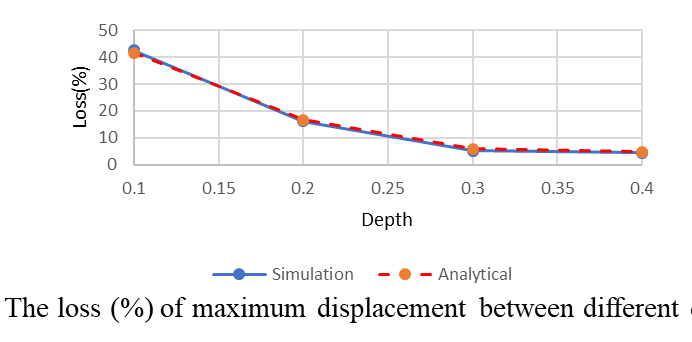 50
40
30
20
10
0
Loss(%)
0.1 0.15 0.2 0.25 0.3 0.35 0.4
Depth
Simulation Analytical
The loss (%) of maximum displacement between different